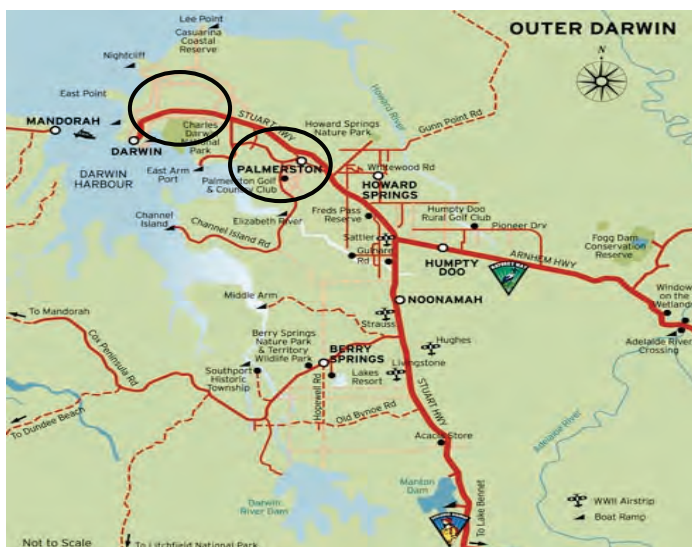 OUTER DARWIN
N
Lee Point
Casuarina
Coastal
Reserve
Nightcliff
East Point
MANDORAH
DARWIN
Charles
Darwin
National
Park
STUART HWY
Howard Springs
Nature Park
Howard River
Gunn Point Rd
PALMERSTON
Whitewood Rd
DARWIN
HARBOUR
East Arm
Port
Palmerston Golf
& Country Club
HOWARD
SPRINGS
Channel
Island
Elizabeth River
Channel Island Rd
Freds Pass
Reserve
Humpty Doo
Rural Golf Club
Pioneer Drv
Sattler
Rd
HUMPTY
DOO
ARNHEM HWY
Fogg Dam
Conservation
Reserve
Window
on the
Wetlands
Adelaide River
Crossing
To Mandorah
Middle Arm
NOONAMAH
Strauss
Cox Peninsula Rd
Berry Springs
Nature Park
& Territory
Wildlife Park
BERRY
SPRINGS
Hughes
Livingstone
Southport
Historic
Township
Lakes
Resort
Hopewell Rd
Old Bynoe Rd
STUART HWY
To Dundee Beach
Acacia Store
Adelaide River
Manton
Dam
Darwin
River Dam
To Lake Bennet
WWII Airstrip
Boat Ramp
Not to Scale
To Litchfield National Park